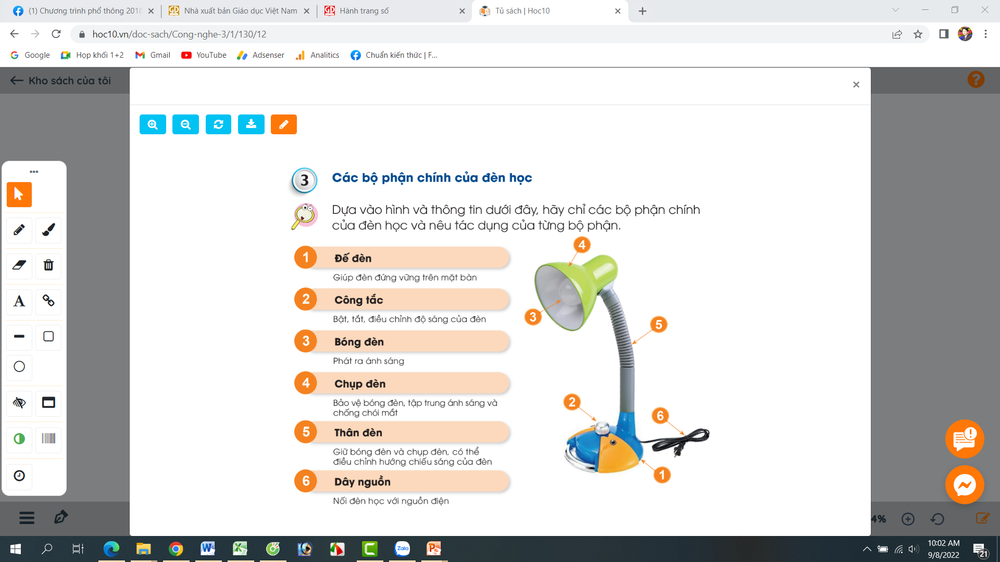 (1) Chương trình phổ thông 2018
Nhà xuất bản Giáo dục Việt Nam
Hành trang số
Tủ sách | Hoc10
hoc10.vn/doc-sach/Cong-nghe-3/1/130/12
Google
Họp khối 1+2
Gmail
YouTube
Adsenser
Analitics
Chuẩn kiến thức | F...
Kho sách của tôi
3 Các bộ phận chính của đèn học
Dựa vào hình và thông tin dưới đây, hãy chỉ các bộ phận chính
của đèn học và nêu tác dụng của từng bộ phận.
1 Đế đèn
Giúp đèn đứng vững trên mặt bàn
2 Công tắc
Bật, tắt, điều chỉnh độ sáng của đèn
3 Bóng đèn
Phát ra ánh sáng
4 Chụp đèn
Bảo vệ bóng đèn, tập trung ánh sáng và
chống chói mắt
5 Thân đèn
Giữ bóng đèn và chụp đèn, có thể
điều chỉnh hướng chiếu sáng của đèn
6 Dây nguồn
Nối đèn học với nguồn điện
4
3
5
2
6
1
A
4%
Zalo
10:02 AM
9/8/2022
21